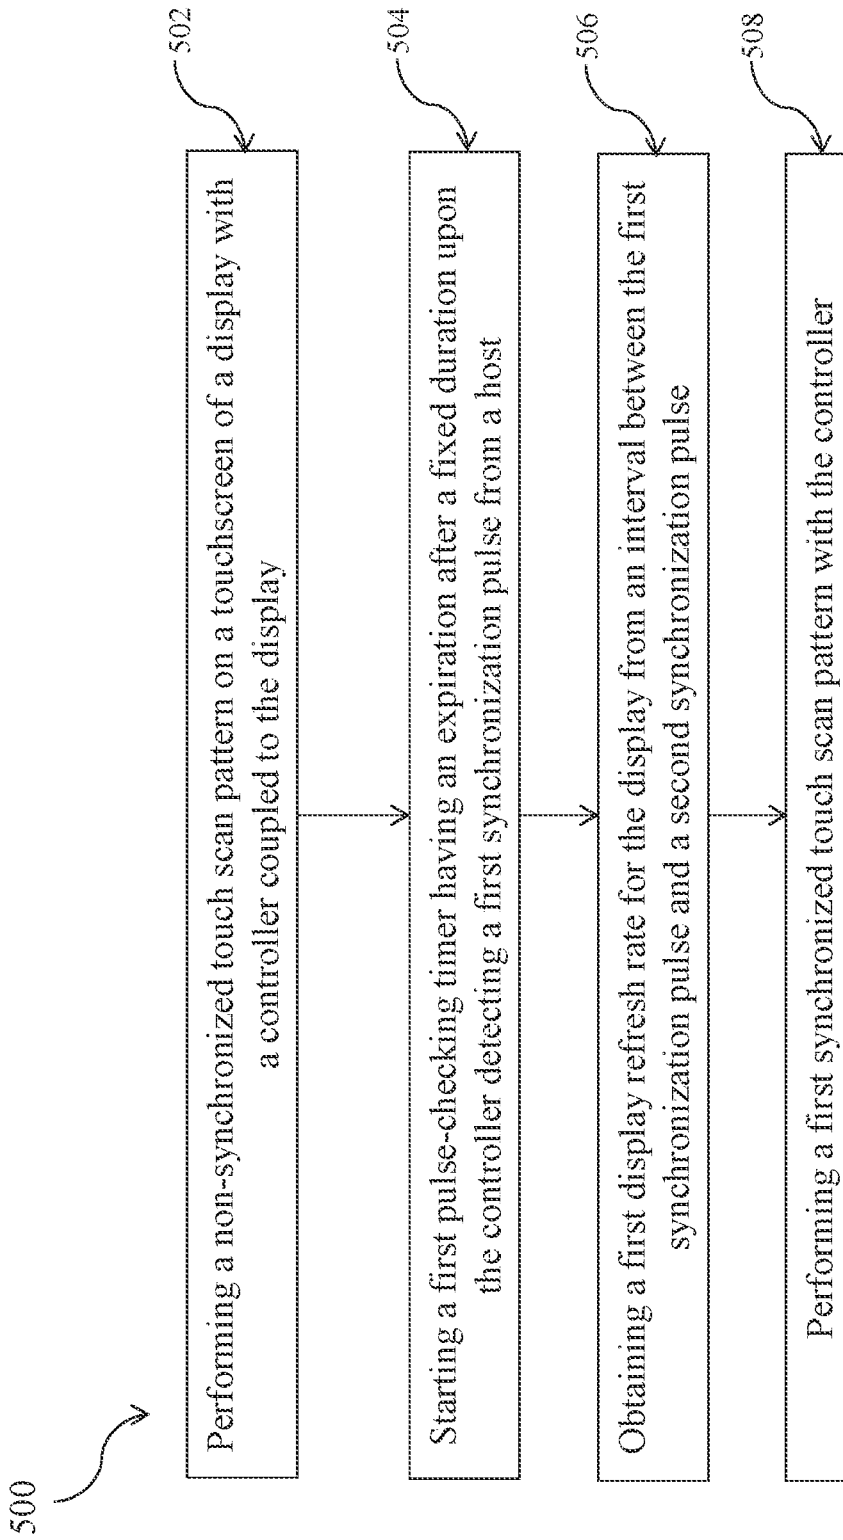 500
502
Performing a non-synchronized touch scan pattern on a touchscreen of a display with
a controller coupled to the display
504
Starting a first pulse-checking timer having an expiration after a fixed duration upon
the controller detecting a first synchronization pulse from a host
506
Obtaining a first display refresh rate for the display from an interval between the first
synchronization pulse and a second synchronization pulse
508
Performing a first synchronized touch scan pattern with the controller